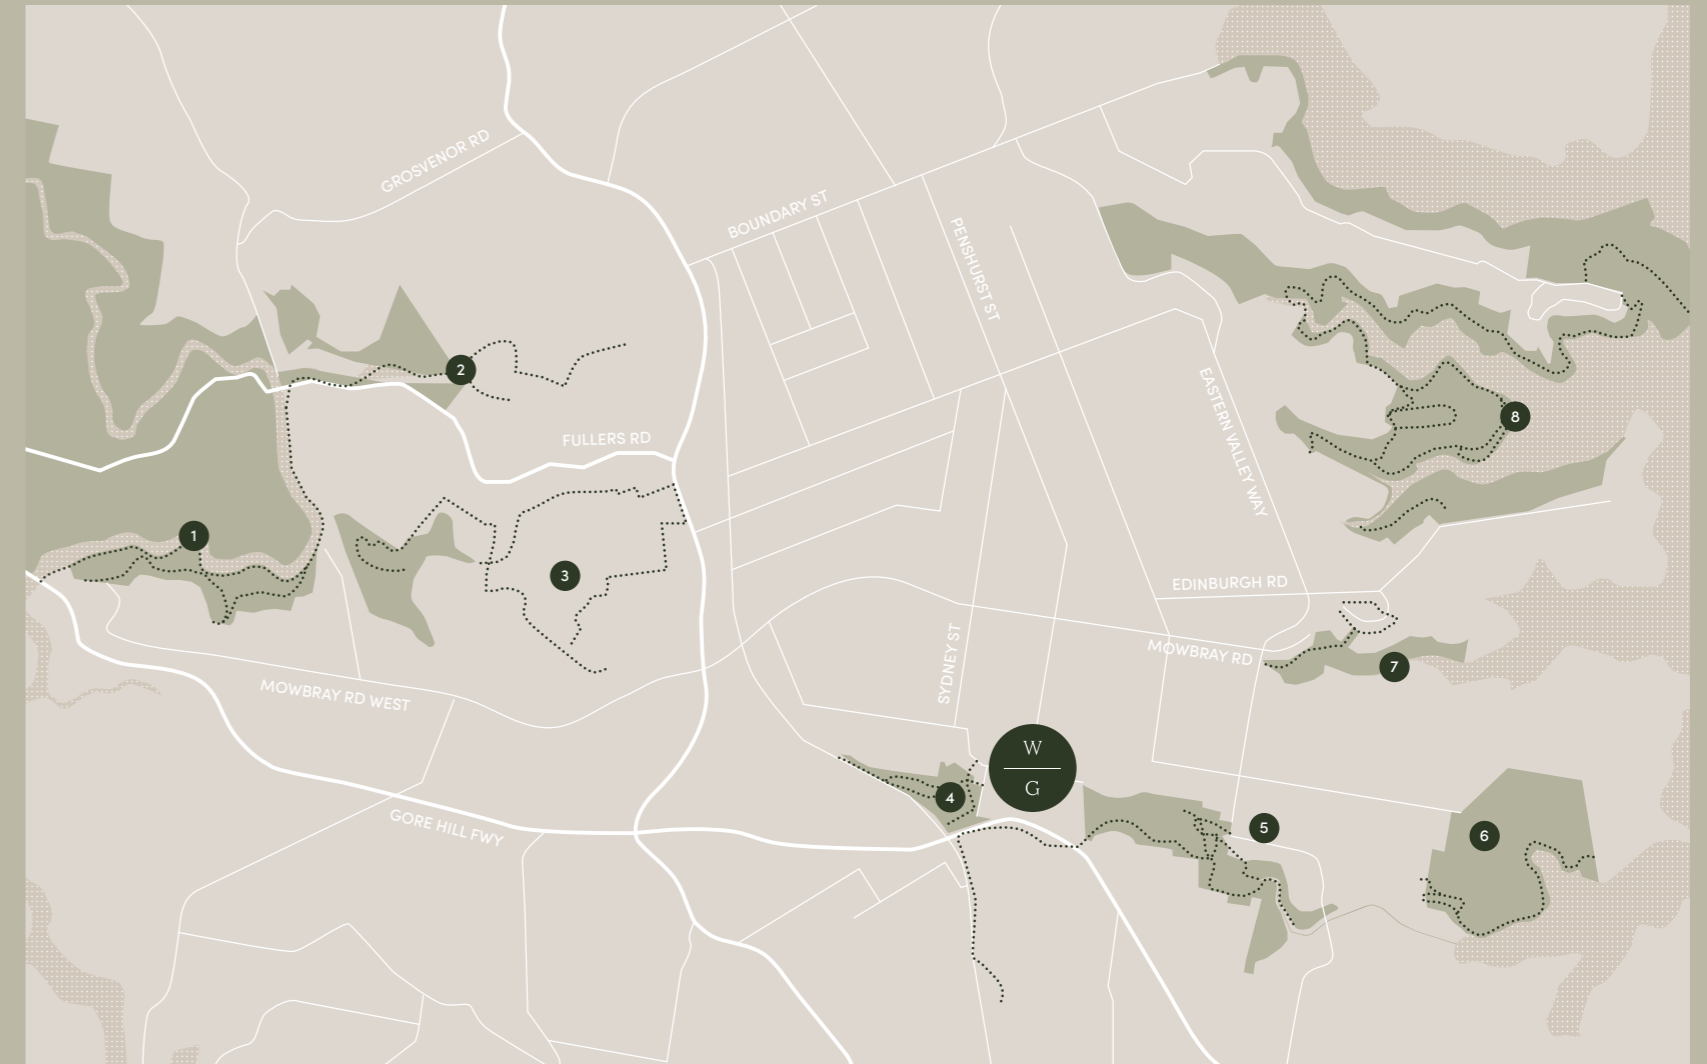 GROSVENOR RD
BOUNDARY ST
PENSHURST ST
2
FULLERS RD
EASTERN VALLEY WAY
8
1
3
EDINBURGH RD
SYDNEY ST
MOWBRAY RD
7
MOWBRAY RD WEST
W
G
4
GORE HILL FWY
5
6